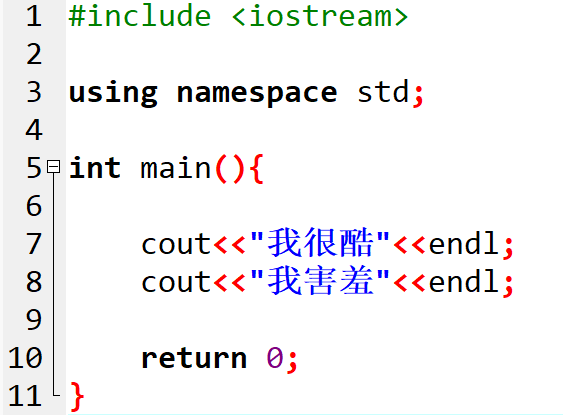 1 #include <iostream>
2
3 using namespace std;
4
5 int main(){
6
7 cout<<"我很酷"<<endl;
8 cout<<"我害羞"<<endl;
9
10 return 0;
11 }